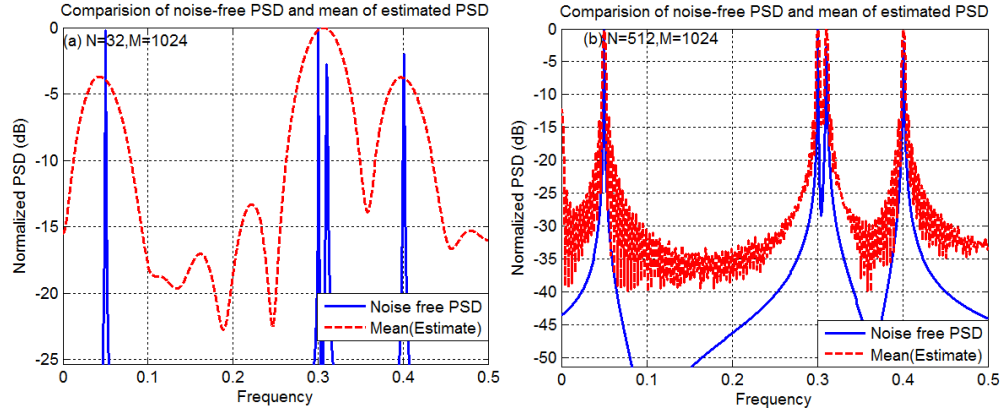 Comparision of noise-free PSD and mean of estimated PSD
(a) N=32,M=1024
0
-5
-10
-15
-20
-25
Normalized PSD (dB)
0
0.1
0.2
0.3
0.4
0.5
Frequency
Noise free PSD
Mean(Estimate)
Comparision of noise-free PSD and mean of estimated PSD
(b) N=512,M=1024
0
-5
-10
-15
-20
-25
-30
-35
-40
-45
-50
Normalized PSD (dB)
0
0.1
0.2
0.3
0.4
0.5
Frequency
Noise free PSD
Mean(Estimate)